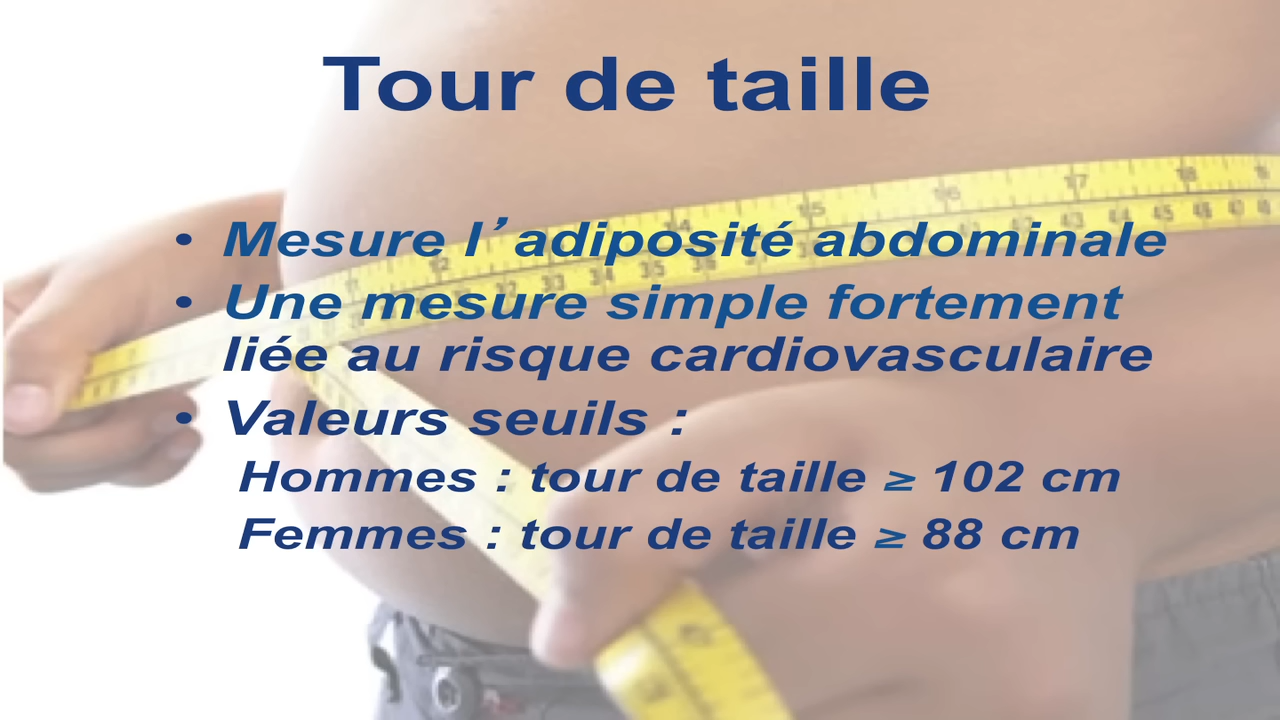 Tour de taille
• Mesure l’adiposité abdominale
• Une mesure simple fortement
liée au risque cardiovasculaire
• Valeurs seuils :
Hommes : tour de taille ≥ 102 cm
Femmes : tour de taille ≥ 88 cm